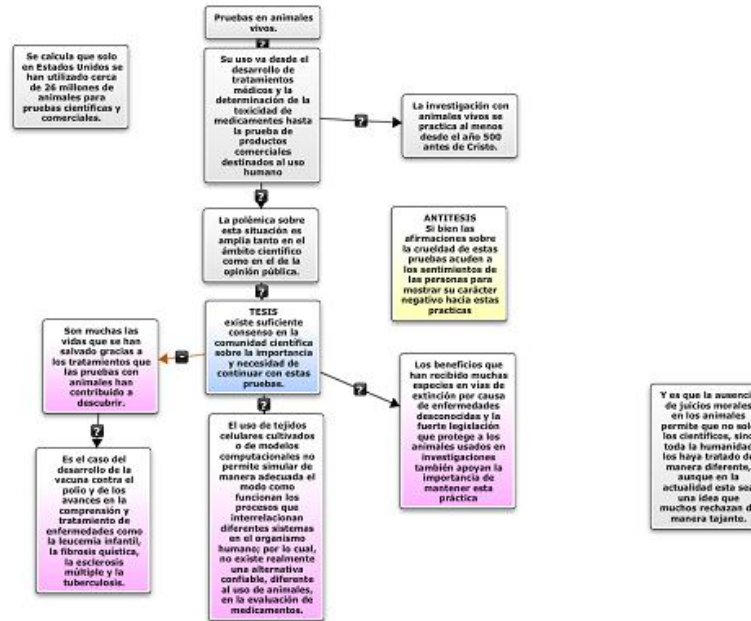 Pruebas en animales
vivos.
?
Se calcula que solo
en Estados Unidos se
han utilizado cerca
de 26 millones de
animales para
pruebas científicas y
comerciales.
Su uso va desde el
desarrollo de
tratamientos
médicos y la
determinación de la
toxicidad de
medicamentes hasta
la prueba de
productos
comerciales
destinados al uso
humano
?
La investigación con
animales vivos se
practica al menos
desde el año 500
antes de Cristo.
?
La polémica sobre
esta situación es
amplia tanto en el
ámbito científico
como en el de la
opinión pública.
?
ANTITESIS
Si bien las
afirmaciones sobre
la crueldad de estas
pruebas acuden a
los sentimientos de
las personas para
mostrar su carácter
negativo hacia estas
practicas
TESIS
existe suficiente
consenso en la
comunidad científica
sobre la importancia
y necesidad de
continuar con estas
pruebas.
-
Son muchas las
vidas que se han
salvado gracias a
los tratamientos que
las pruebas con
animales han
contribuido a
descubrir.
?
Es el caso del
desarrollo de la
vacuna contra el
polio y de los
avances en la
comprensión y
tratamiento de
enfermedades como
la leucemia infantil,
la fibrosis quística,
la esclerosis
múltiple y la
tuberculosis.
?
El uso de tejidos
celulares cultivados
o de modelos
computacionales no
permite simular de
manera adecuada el
modo como
funcionan los
procesos que
interrelacionan
diferentes sistemas
en el organismo
humano; por lo cual,
no existe realmente
una alternativa
confiable, diferente
al uso de animales,
en la evaluación de
medicamentos.
?
Los beneficios que
han recibido muchas
especies en vías de
extinción por causa
de enfermedades
desconocidas y la
fuerte legislación
que protege a los
animales usados en
investigaciones
también apoyan la
importancia de
mantener esta
práctica
Y es que la ausencia
de juicios morales
en los animales
permite que no solo
los científicos, sino
toda la humanidad
los haya tratado de
manera diferente,
aunque en la
actualidad esta sea
una idea que
muchos rechazan d
manera tajante.